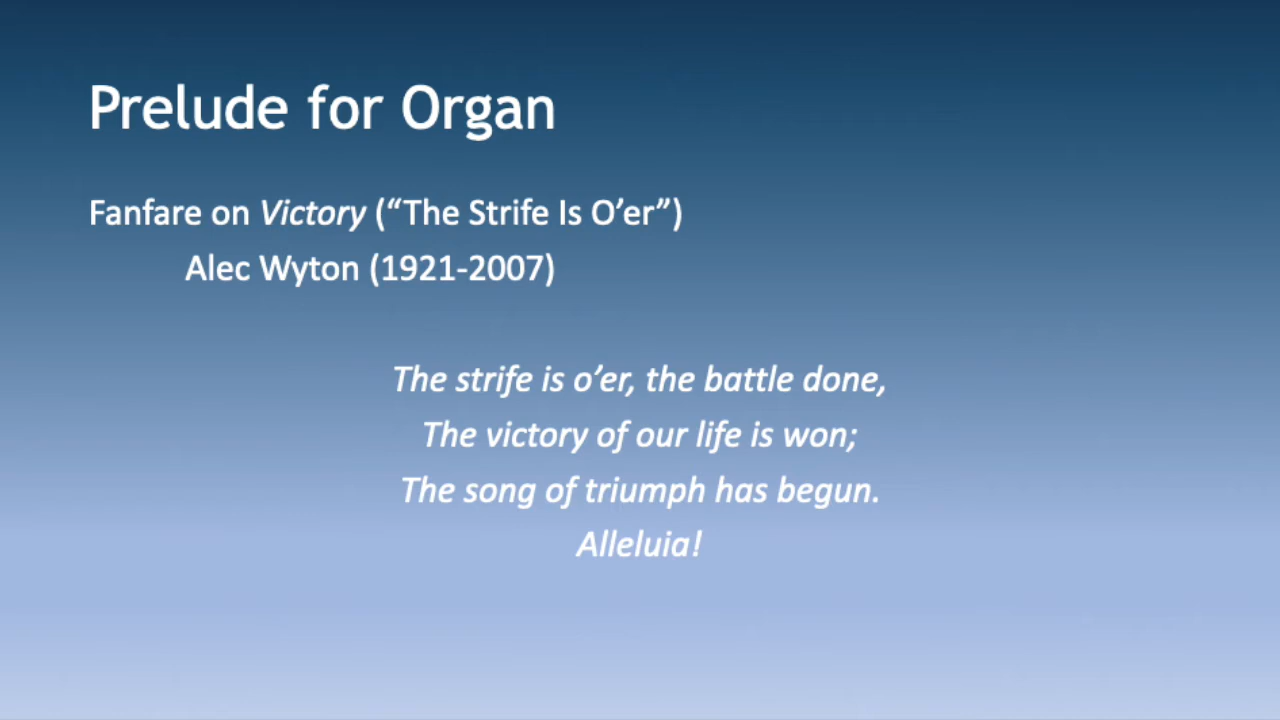 Prelude for Organ
Fanfare on Victory (“The Strife Is O’er”)
Alec Wyton (1921-2007)
The strife is o’er, the battle done,
The victory of our life is won;
The song of triumph has begun.
Alleluia!